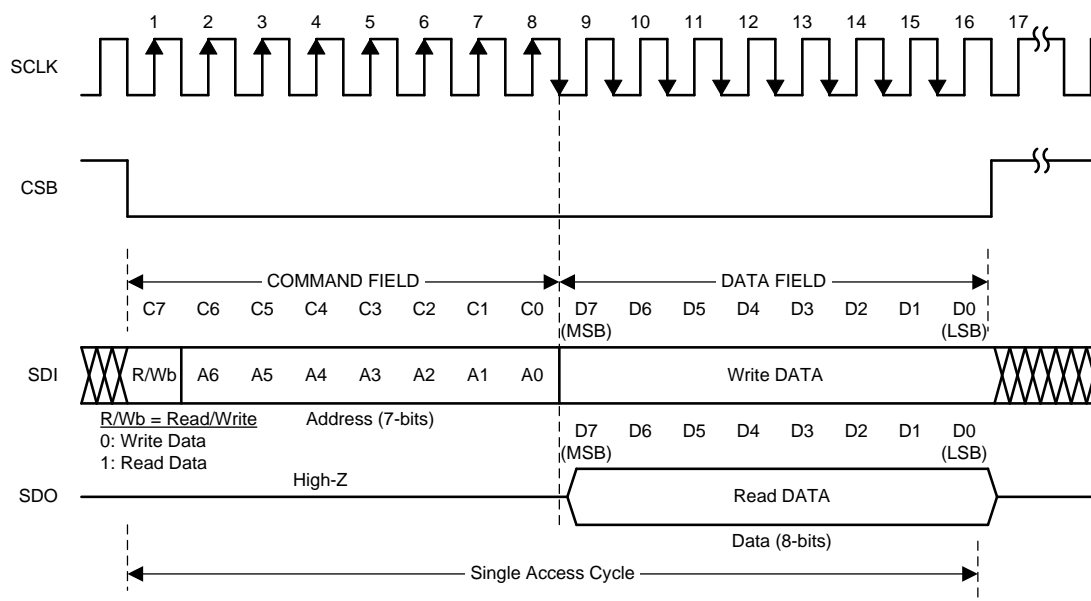 1 2 3 4 5 6 7 8 9 10 11 12 13 14 15 16 17
SCLK
CSB
COMMAND FIELD DATA FIELD
C7 C6 C5 C4 C3 C2 C1 C0 D7 D6 D5 D4 D3 D2 D1 D0
(MSB) (LSB)
SDI R/Wb A6 A5 A4 A3 A2 A1 A0 Write DATA
R/Wb = Read/Write Address (7-bits)
0: Write Data
1: Read Data
D7 D6 D5 D4 D3 D2 D1 D0
(MSB) (LSB)
High-Z
SDO Read DATA
Data (8-bits)
Single Access Cycle